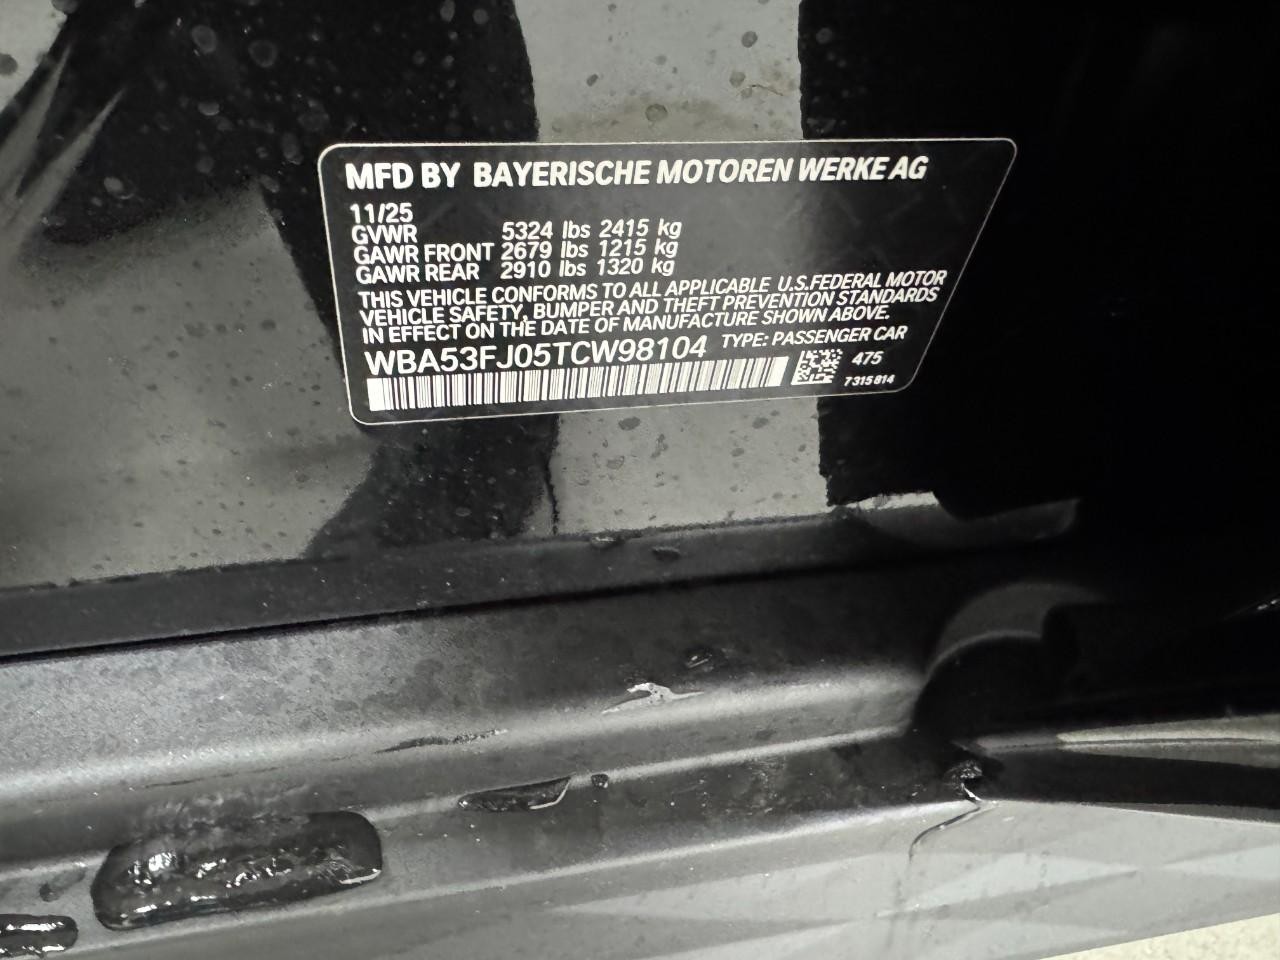 MFD BY BAYERISCHE MOTOREN WERKE AG
11/25
GVWR 5324 lbs 2415 kg
GAWR FRONT 2679 lbs 1215 kg
GAWR REAR 2910 lbs 1320 kg
THIS VEHICLE CONFORMS TO ALL APPLICABLE U.S.FEDERAL MOTOR
VEHICLE SAFETY, BUMPER AND THEFT PREVENTION STANDARDS
IN EFFECT ON THE DATE OF MANUFACTURE SHOWN ABOVE.
WBA53FJ05TCW98104 TYPE: PASSENGER CAR
475
7315814